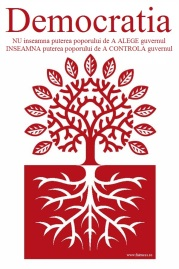 Democratia
NU inseamna puterea poporului de A ALEGE guvernul
INSEAMNA puterea poporului de A CONTROLA guvernul